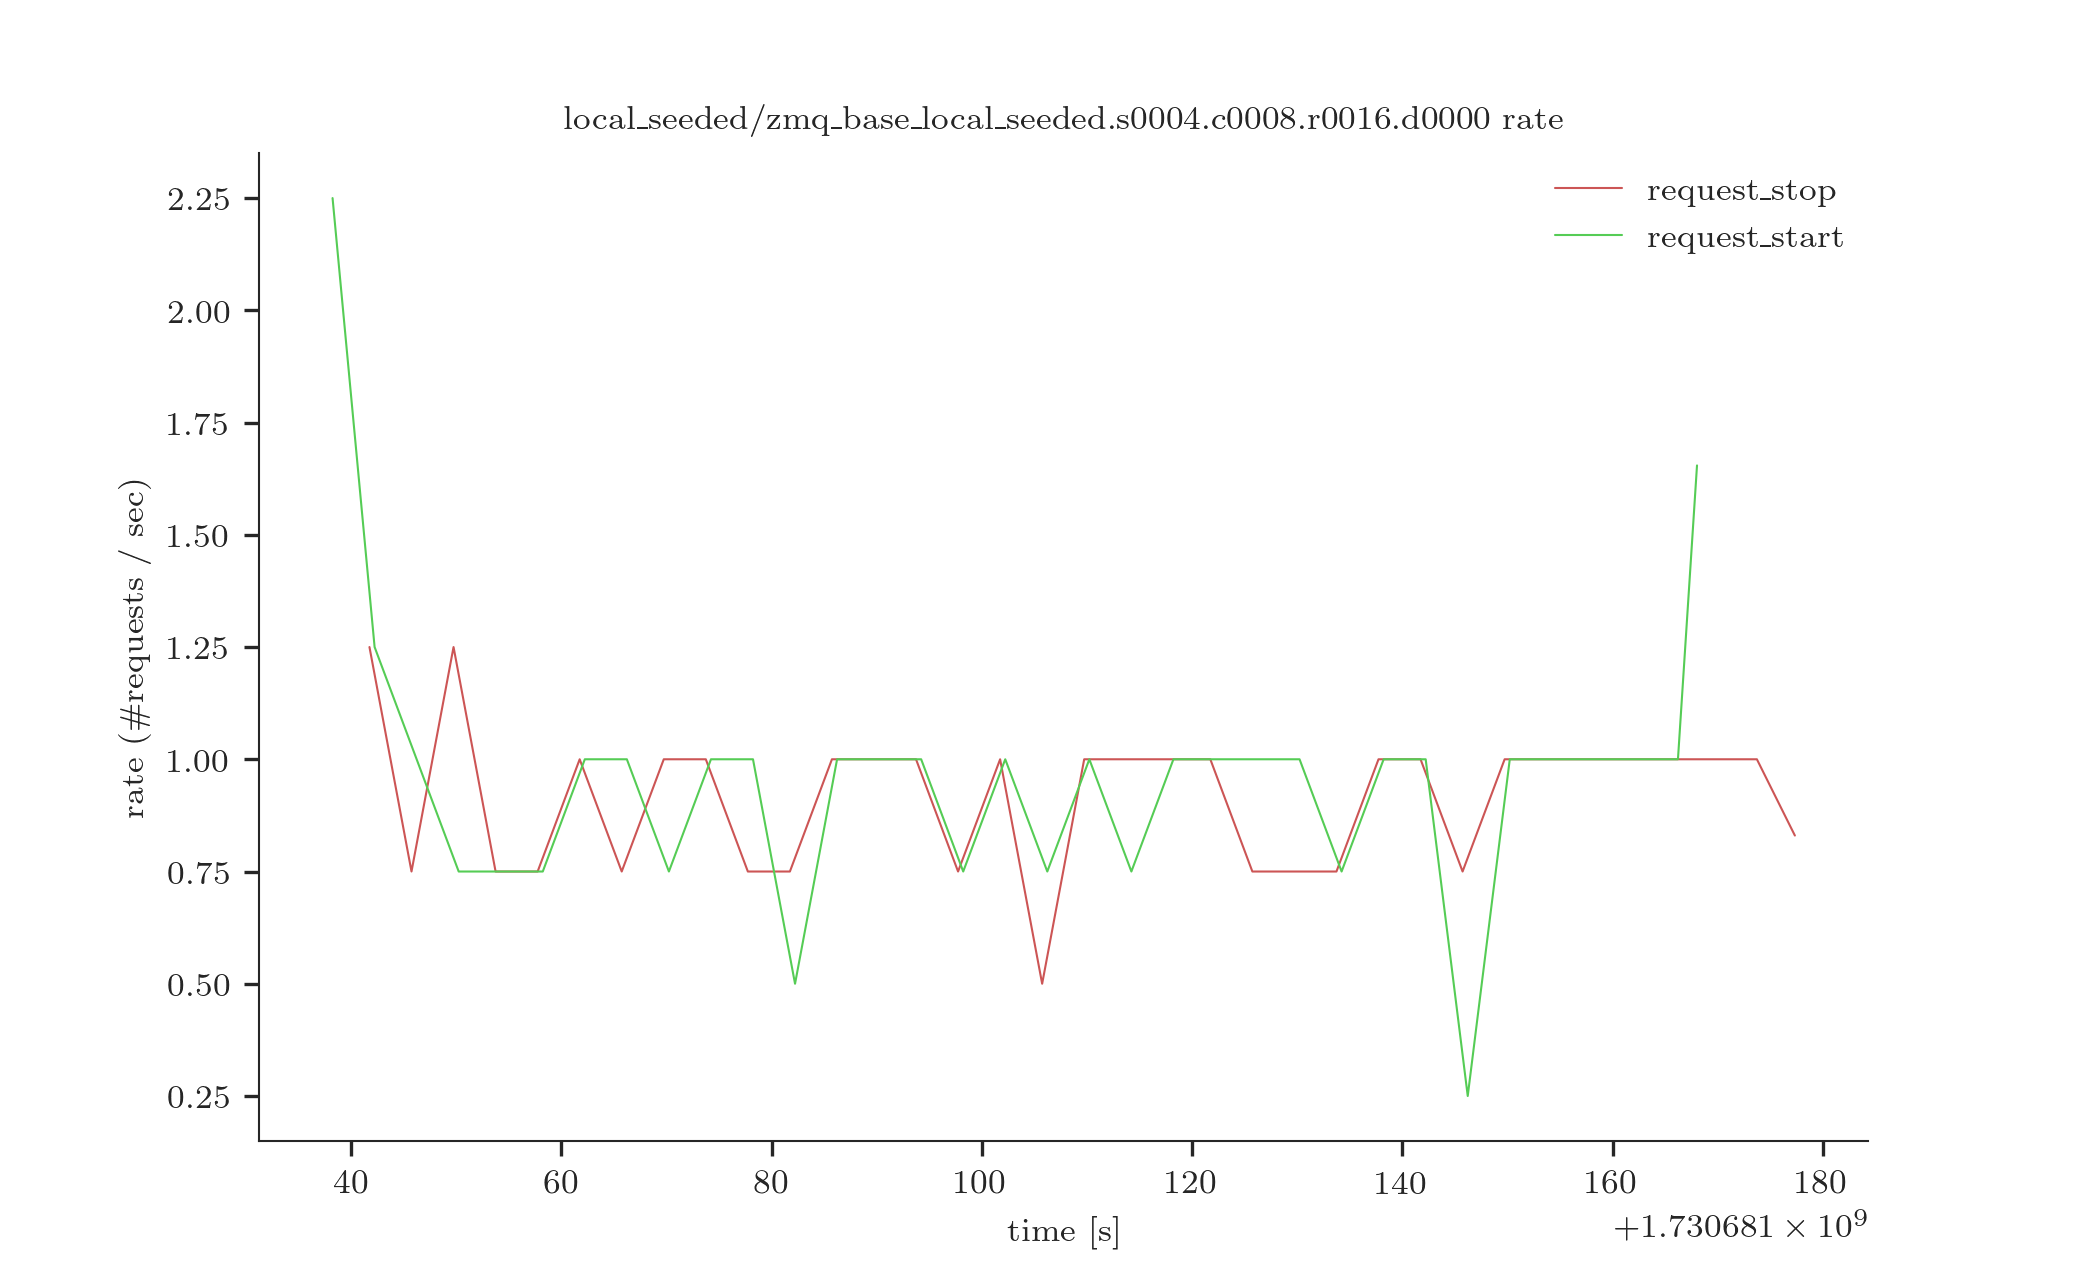 local_seeded/zmq_base_local_seeded.s0004.c0008.r0016.d0000 rate
request_stop
request_start
rate (#requests / sec)
2.25
2.00
1.75
1.50
1.25
1.00
0.75
0.50
0.25
40 60 80 100 120 140 160 180
time [s]
+1.730681 × 10⁹